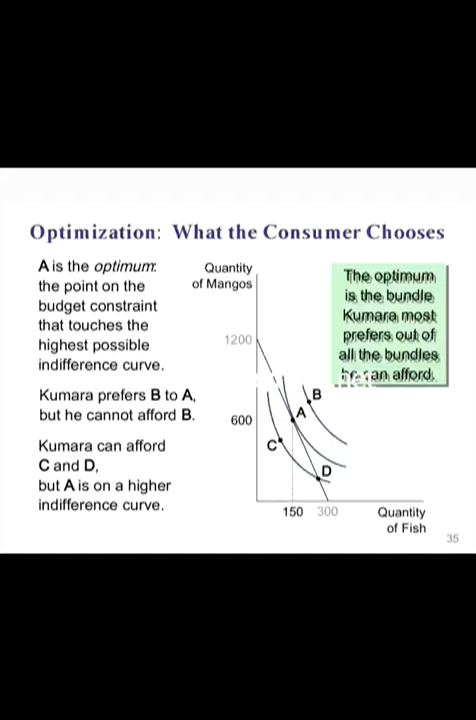 Optimization: What the Consumer Chooses
A is the optimum:
the point on the
budget constraint
that touches the
highest possible
indifference curve.
Kumara prefers B to A,
but he cannot afford B.
Kumara can afford
C and D,
but A is on a higher
indifference curve.
Quantity
of Mangos
1200
600
B
A
C
D
150 300
Quantity
of Fish
The optimum
is the bundle
Kumara most
prefers out of
all the bundles
he can afford.
35